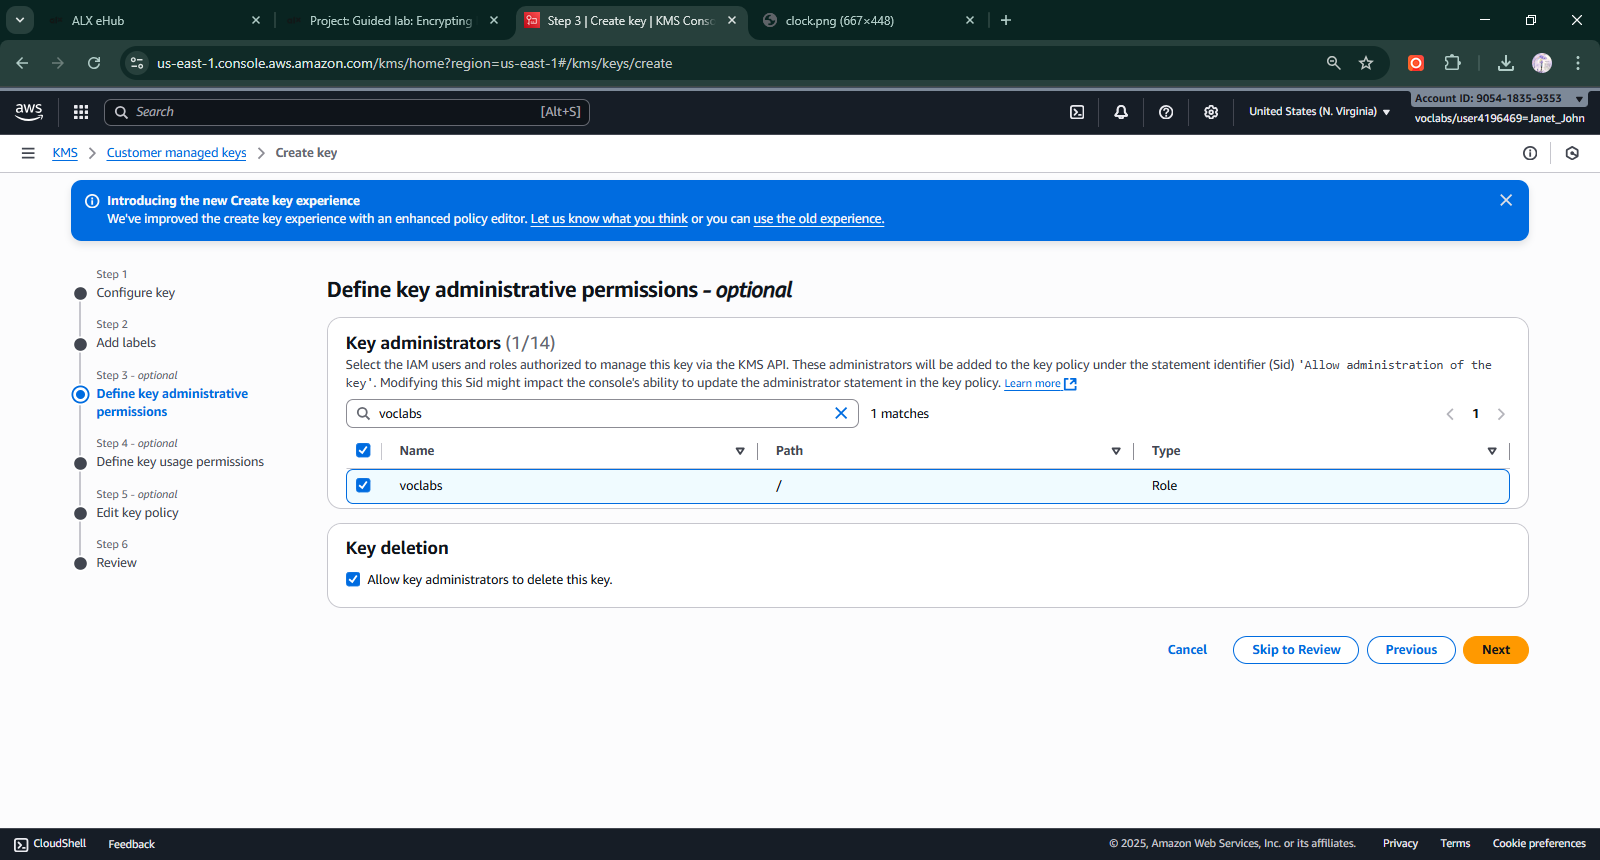 ALX eHub
Project: Guided lab: Encrypting
Step 3 | Create key | KMS Conso
clock.png (667×448)
us-east-1.console.aws.amazon.com/kms/home?region=us-east-1#/kms/keys/create
aws
Search
[Alt+S]
United States (N. Virginia)
Account ID: 9054-1835-9353
voclabs/user4196469=Janet_John
KMS
Customer managed keys
Create key
Introducing the new Create key experience
We've improved the create key experience with an enhanced policy editor. Let us know what you think or you can use the old experience.
Step 1
Configure key
Step 2
Add labels
Step 3 - optional
Define key administrative
permissions
Step 4 - optional
Define key usage permissions
Step 5 - optional
Edit key policy
Step 6
Review
Define key administrative permissions - optional
Key administrators (1/14)
Select the IAM users and roles authorized to manage this key via the KMS API. These administrators will be added to the key policy under the statement identifier (Sid) 'Allow administration of the
key'. Modifying this Sid might impact the console's ability to update the administrator statement in the key policy. Learn more
voclabs
1 matches
1
Name
Path
Type
voclabs
/
Role
Key deletion
Allow key administrators to delete this key.
Cancel
Skip to Review
Previous
Next
CloudShell
Feedback
© 2025, Amazon Web Services, Inc. or its affiliates.
Privacy
Terms
Cookie preferences